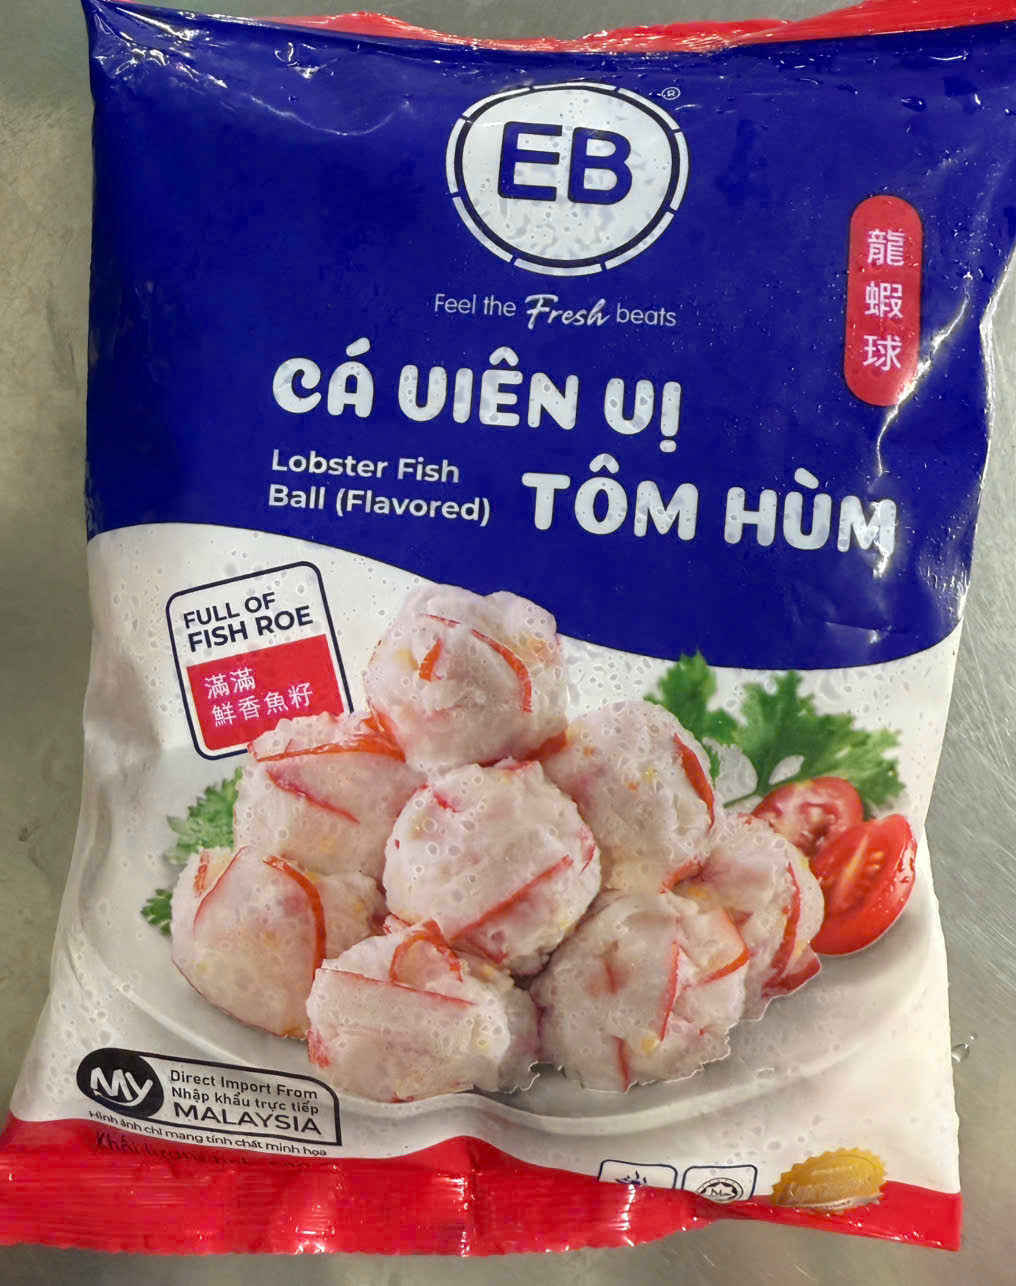 EB
®
Feel the Fresh beats
龍蝦球
CÁ VIÊN VỊ
TÔM HÙM
Lobster Fish
Ball (Flavored)
FULL OF
FISH ROE
滿滿
鮮香魚籽
MY
Direct Import From
Nhập khẩu trực tiếp
MALAYSIA
Hình ảnh chỉ mang tính chất minh họa